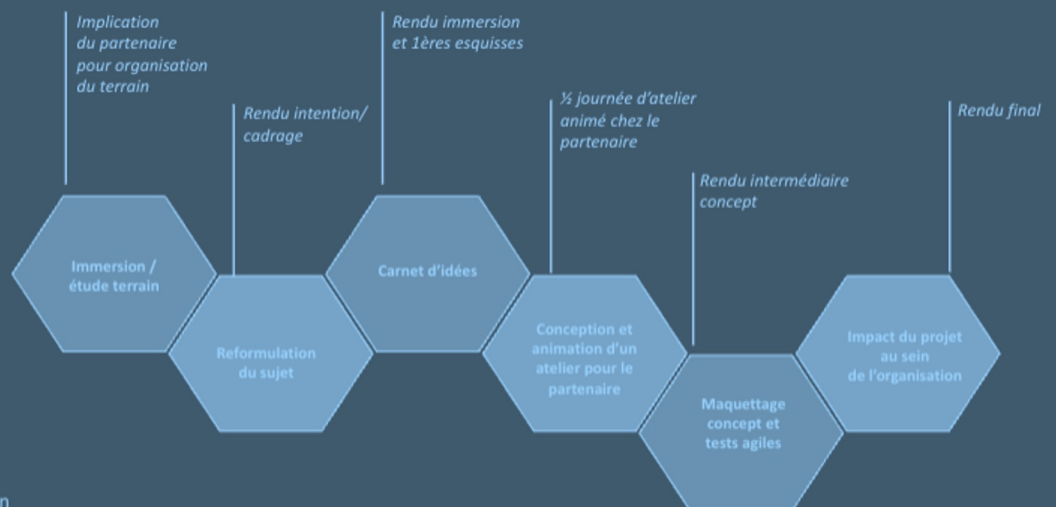 Implication
du partenaire
pour organisation
du terrain
Rendu intention/
cadrage
Rendu immersion
et 1ères esquisses
½ journée d'atelier
animé chez le
partenaire
Rendu intermédiaire
concept
Rendu final
Immersion /
étude terrain
Reformulation
du sujet
Carnet d'idées
Conception et
animation d'un
atelier pour le
partenaire
Maquettage
concept et
tests agiles
Impact du projet
au sein
de l'organisation